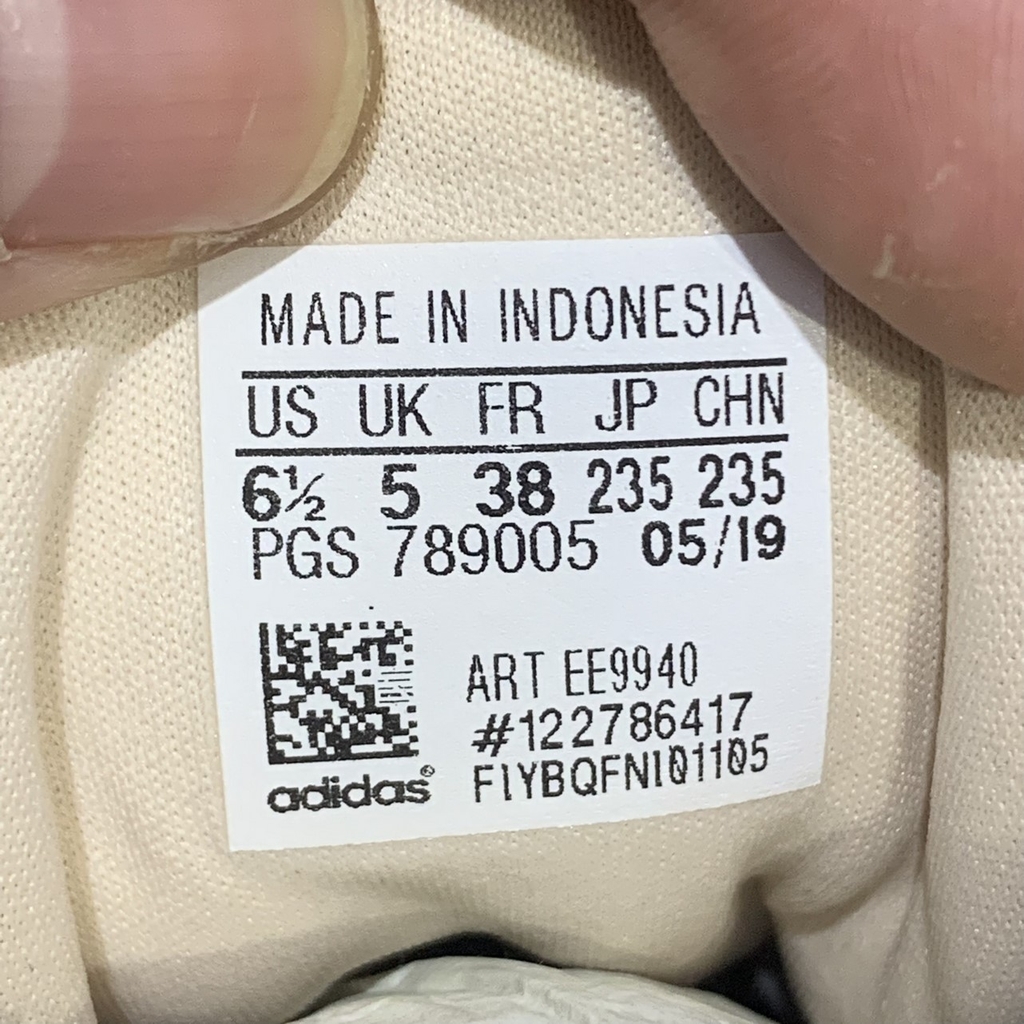 MADE IN INDONESIA
US UK FR JP CHN
6½ 5 38 235 235
PGS 789005 05/19
ART EE9940
#122786417
F1YBQFN101105
adidas®